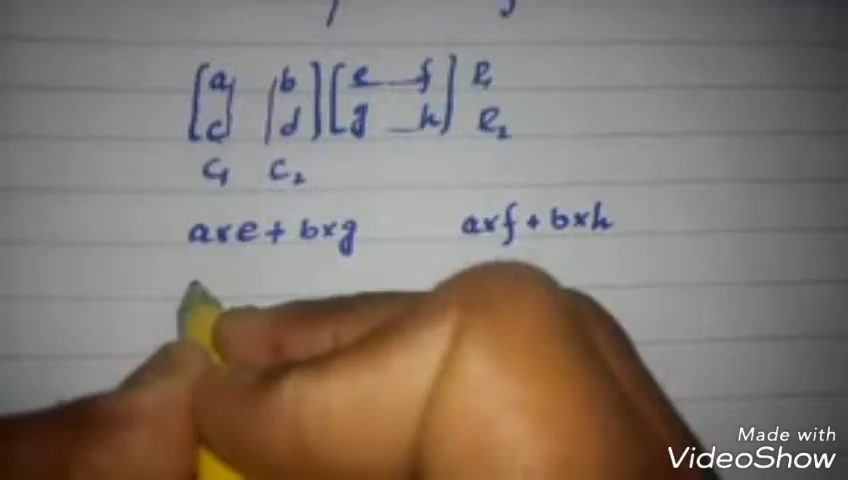 [a b] [e f] R₁
[c d] [g h] R₂
C₁ C₂
a×e + b×g a×f + b×h
Made with
VideoShow